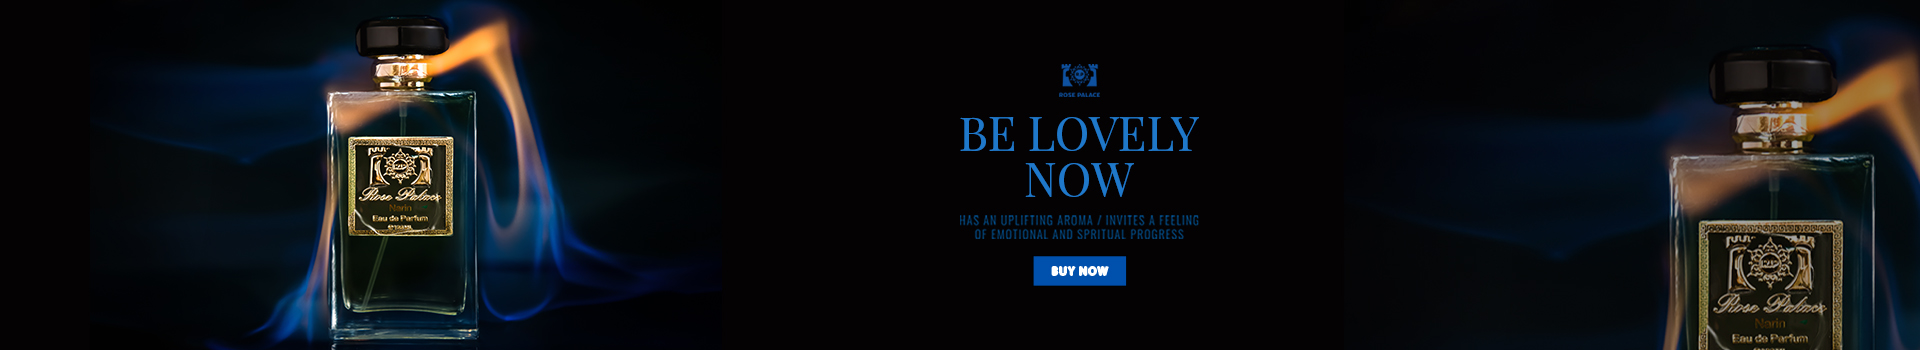 Rose Palace
Narin
Eau de Parfum
ROSE PALACE
BE LOVELY
NOW
HAS AN UPLIFTING AROMA / INVITES A FEELING
OF EMOTIONAL AND SPRITUAL PROGRESS
BUY NOW
Rose Palace
Narin
Eau de Parfum